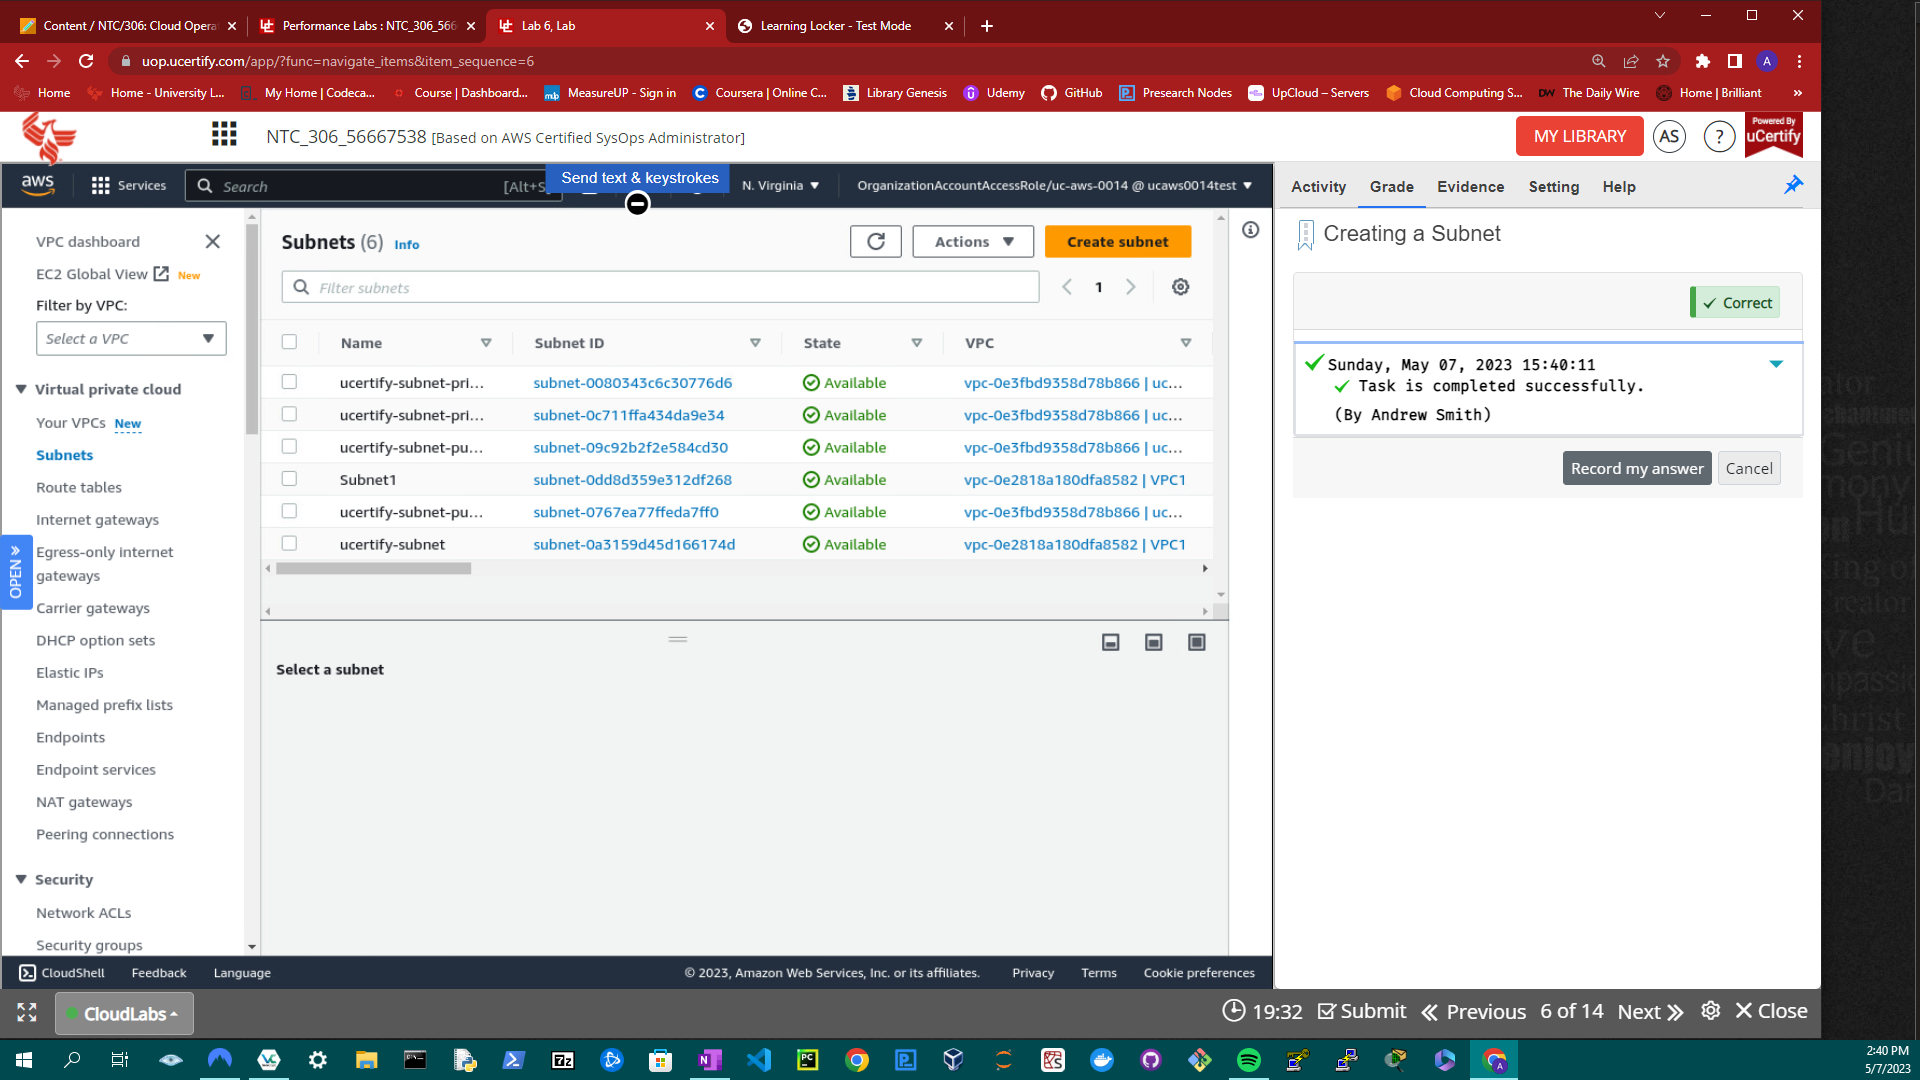 Content / NTC/306: Cloud Opera
Performance Labs : NTC_306_566
Lab 6, Lab
Learning Locker - Test Mode
uop.ucertify.com/app/?func=navigate_items&item_sequence=6
A
Home
Home - University L...
My Home | Codeca...
Course | Dashboard...
MeasureUP - Sign in
Coursera | Online C...
Library Genesis
Udemy
GitHub
Presearch Nodes
UpCloud – Servers
Cloud Computing S...
The Daily Wire
Home | Brilliant
»
NTC_306_56667538 [Based on AWS Certified SysOps Administrator]
MY LIBRARY
AS
?
Powered By
uCertify
aws
Services
Search
[Alt+S
Send text & keystrokes
N. Virginia
OrganizationAccountAccessRole/uc-aws-0014 @ ucaws0014test
Activity
Grade
Evidence
Setting
Help
VPC dashboard
EC2 Global View
New
Filter by VPC:
Select a VPC
Virtual private cloud
Your VPCs New
Subnets
Route tables
Internet gateways
Egress-only internet
gateways
Carrier gateways
DHCP option sets
Elastic IPs
Managed prefix lists
Endpoints
Endpoint services
NAT gateways
Peering connections
Security
Network ACLs
Security groups
OPEN »
Subnets (6) Info
Actions
Create subnet
Filter subnets
1
Name
Subnet ID
State
VPC
ucertify-subnet-pri... subnet-0080343c6c30776d6 Available vpc-0e3fbd9358d78b866 | uc...
ucertify-subnet-pri... subnet-0c711ffa434da9e34 Available vpc-0e3fbd9358d78b866 | uc...
ucertify-subnet-pu... subnet-09c92b2f2e584cd30 Available vpc-0e3fbd9358d78b866 | uc...
Subnet1 subnet-0dd8d359e312df268 Available vpc-0e2818a180dfa8582 | VPC1
ucertify-subnet-pu... subnet-0767ea77ffeda7ff0 Available vpc-0e3fbd9358d78b866 | uc...
ucertify-subnet subnet-0a3159d45d166174d Available vpc-0e2818a180dfa8582 | VPC1
Select a subnet
Creating a Subnet
Correct
Sunday, May 07, 2023 15:40:11
Task is completed successfully.
(By Andrew Smith)
Record my answer
Cancel
CloudShell
Feedback
Language
© 2023, Amazon Web Services, Inc. or its affiliates.
Privacy
Terms
Cookie preferences
CloudLabs
19:32
Submit
Previous
6 of 14
Next
Close
2:40 PM
5/7/2023